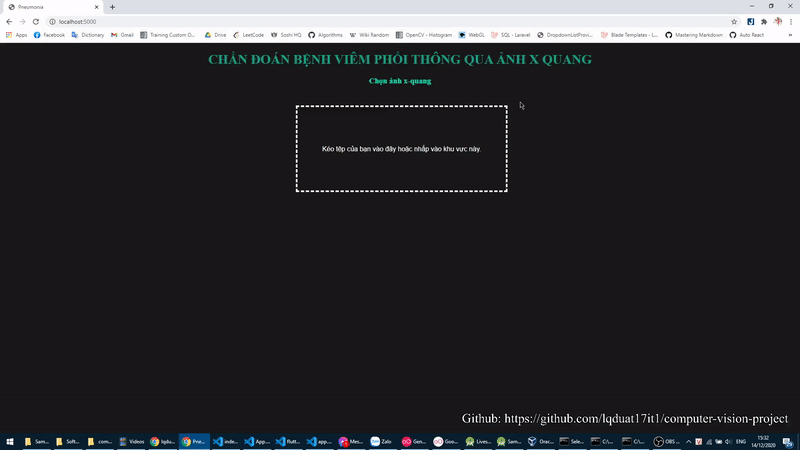 Pneumonia
localhost:5000
Apps Facebook Dictionary Gmail Training Custom O... Drive LeetCode Soshi HQ Algorithms Wiki Random OpenCV - Histogram WebGL SQL - Laravel DropdownListProvi... Blade Templates - L... Mastering Markdown Auto React »
CHẨN ĐOÁN BỆNH VIÊM PHỔI THÔNG QUA ẢNH X QUANG
Chọn ảnh x-quang
Kéo tệp của bạn vào đây hoặc nhấp vào khu vực này.
Github: https://github.com/lqduat17it1/computer-vision-project
Sam... Soft... com... Videos lqdu... Pne... inde... App.... flutt... app.... Mes... Zalo Gen... Goo... Lives... Sam... Orac... Sele... C:\... C:\... OBS ... ENG 15:32
14/12/2020